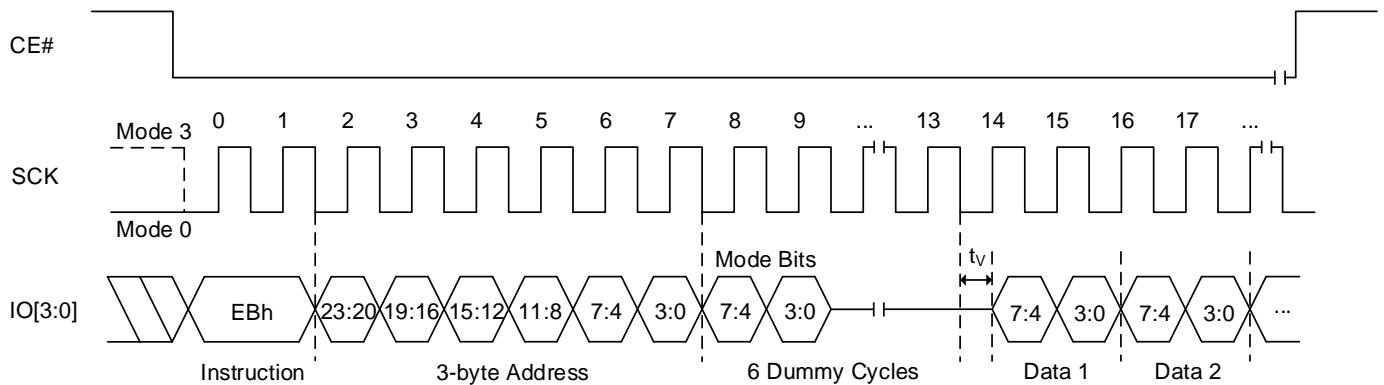 CE#
0 1 2 3 4 5 6 7 8 9 ... 13 14 15 16 17 ...
Mode 3
SCK
Mode 0
Mode Bits tV
IO[3:0] EBh 23:20 19:16 15:12 11:8 7:4 3:0 7:4 3:0 7:4 3:0 7:4 3:0 ...
Instruction 3-byte Address 6 Dummy Cycles Data 1 Data 2